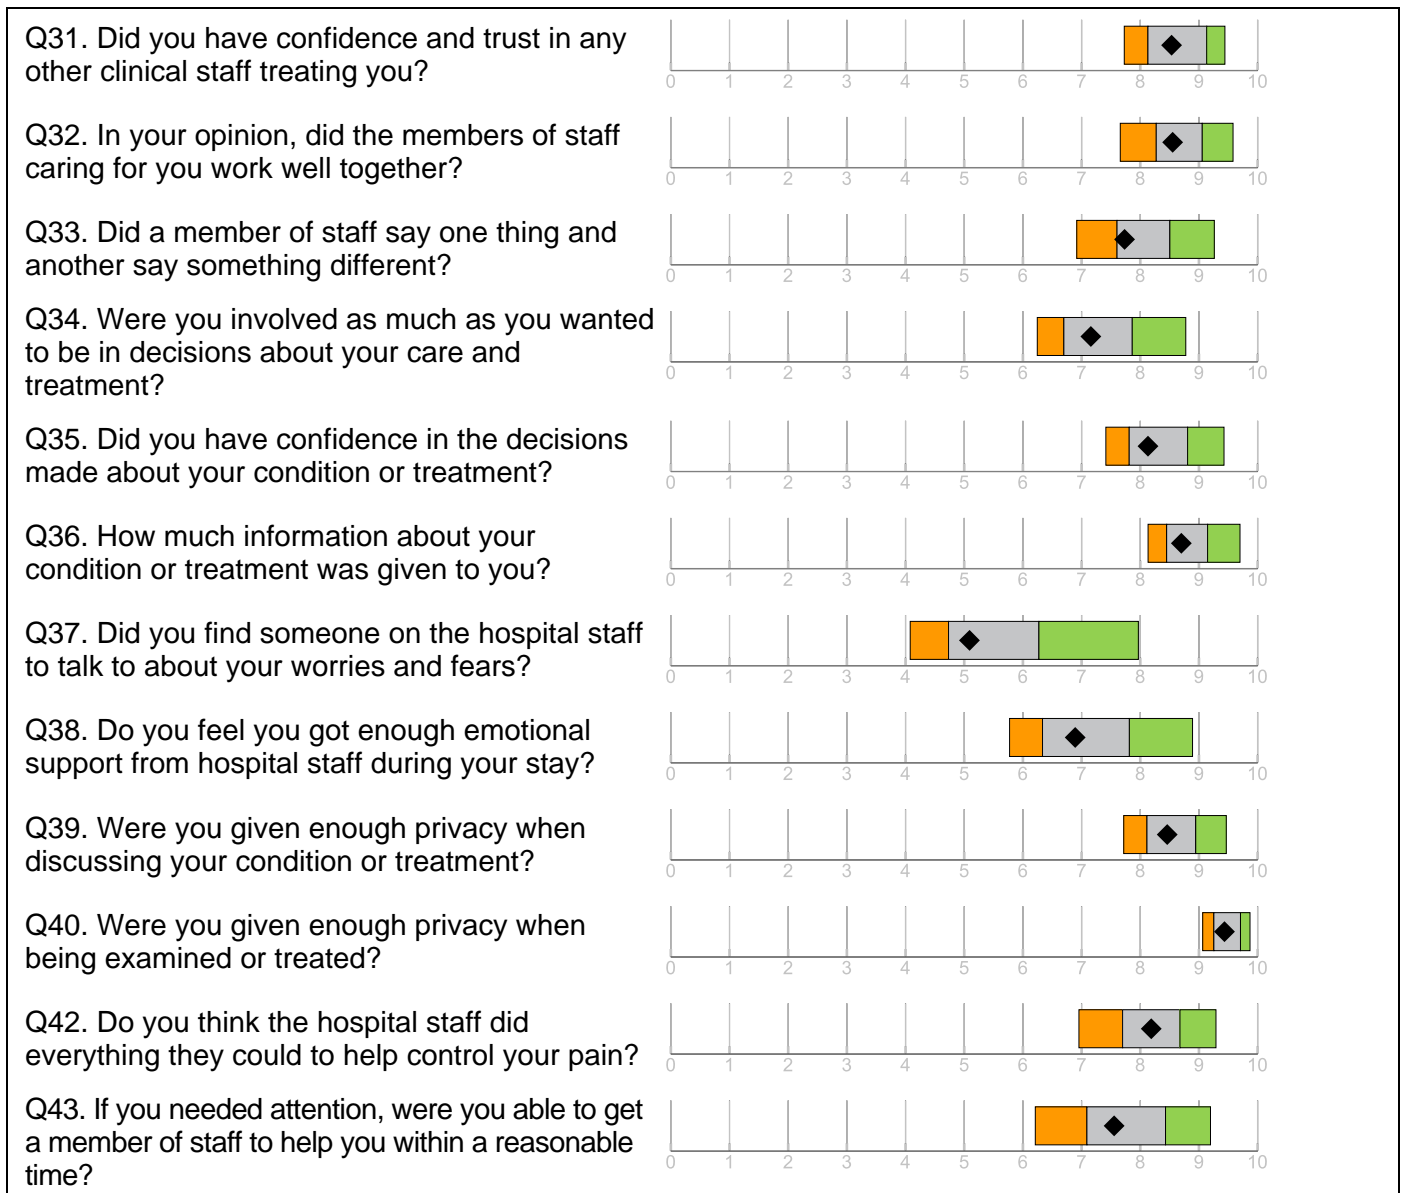 Q31. Did you have confidence and trust in any
other clinical staff treating you?
0 1 2 3 4 5 6 7 8 9 10
Q32. In your opinion, did the members of staff
caring for you work well together?
0 1 2 3 4 5 6 7 8 9 10
Q33. Did a member of staff say one thing and
another say something different?
0 1 2 3 4 5 6 7 8 9 10
Q34. Were you involved as much as you wanted
to be in decisions about your care and
treatment?
0 1 2 3 4 5 6 7 8 9 10
Q35. Did you have confidence in the decisions
made about your condition or treatment?
0 1 2 3 4 5 6 7 8 9 10
Q36. How much information about your
condition or treatment was given to you?
0 1 2 3 4 5 6 7 8 9 10
Q37. Did you find someone on the hospital staff
to talk to about your worries and fears?
0 1 2 3 4 5 6 7 8 9 10
Q38. Do you feel you got enough emotional
support from hospital staff during your stay?
0 1 2 3 4 5 6 7 8 9 10
Q39. Were you given enough privacy when
discussing your condition or treatment?
0 1 2 3 4 5 6 7 8 9 10
Q40. Were you given enough privacy when
being examined or treated?
0 1 2 3 4 5 6 7 8 9 10
Q42. Do you think the hospital staff did
everything they could to help control your pain?
0 1 2 3 4 5 6 7 8 9 10
Q43. If you needed attention, were you able to get
a member of staff to help you within a reasonable
time?
0 1 2 3 4 5 6 7 8 9 10